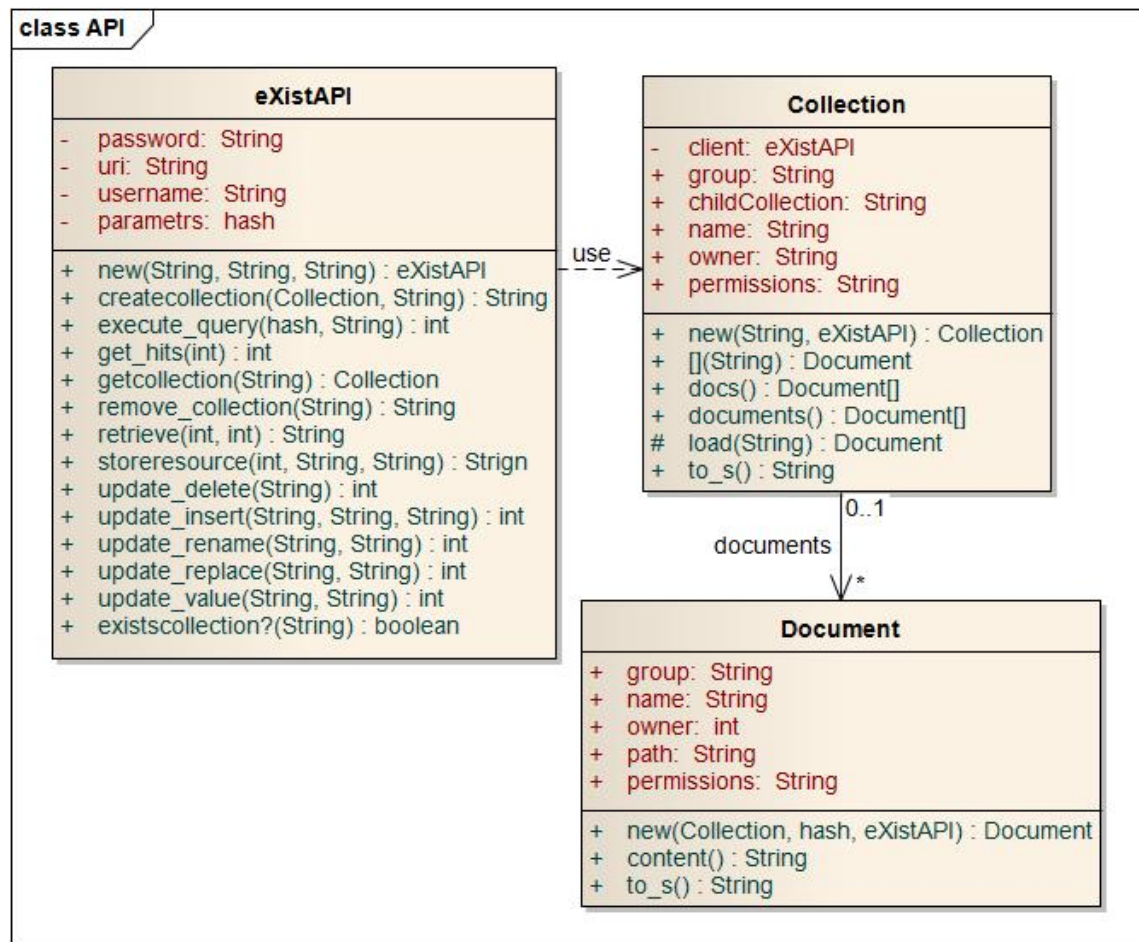 class API
eXistAPI
- password: String
- uri: String
- username: String
- parametrs: hash
+ new(String, String, String) : eXistAPI
+ createcollection(Collection, String) : String
+ execute_query(hash, String) : int
+ get_hits(int) : int
+ getcollection(String) : Collection
+ remove_collection(String) : String
+ retrieve(int, int) : String
+ storeresource(int, String, String) : Strign
+ update_delete(String) : int
+ update_insert(String, String, String) : int
+ update_rename(String, String) : int
+ update_replace(String, String) : int
+ update_value(String, String) : int
+ existscollection?(String) : boolean
use
Collection
- client: eXistAPI
+ group: String
+ childCollection: String
+ name: String
+ owner: String
+ permissions: String
+ new(String, eXistAPI) : Collection
+ [](String) : Document
+ docs() : Document[]
+ documents() : Document[]
# load(String) : Document
+ to_s() : String
0..1
documents
*
Document
+ group: String
+ name: String
+ owner: int
+ path: String
+ permissions: String
+ new(Collection, hash, eXistAPI) : Document
+ content() : String
+ to_s() : String